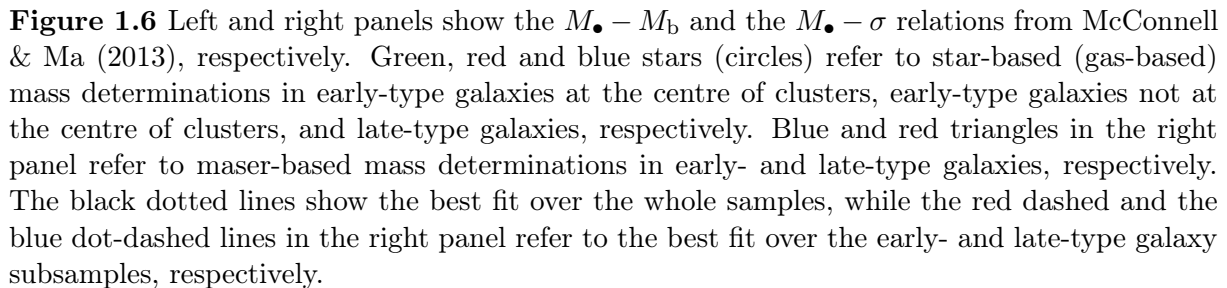 Figure 1.6 Left and right panels show the M• − Mb and the M• − σ relations from McConnell
& Ma (2013), respectively. Green, red and blue stars (circles) refer to star-based (gas-based)
mass determinations in early-type galaxies at the centre of clusters, early-type galaxies not at
the centre of clusters, and late-type galaxies, respectively. Blue and red triangles in the right
panel refer to maser-based mass determinations in early- and late-type galaxies, respectively.
The black dotted lines show the best fit over the whole samples, while the red dashed and the
blue dot-dashed lines in the right panel refer to the best fit over the early- and late-type galaxy
subsamples, respectively.